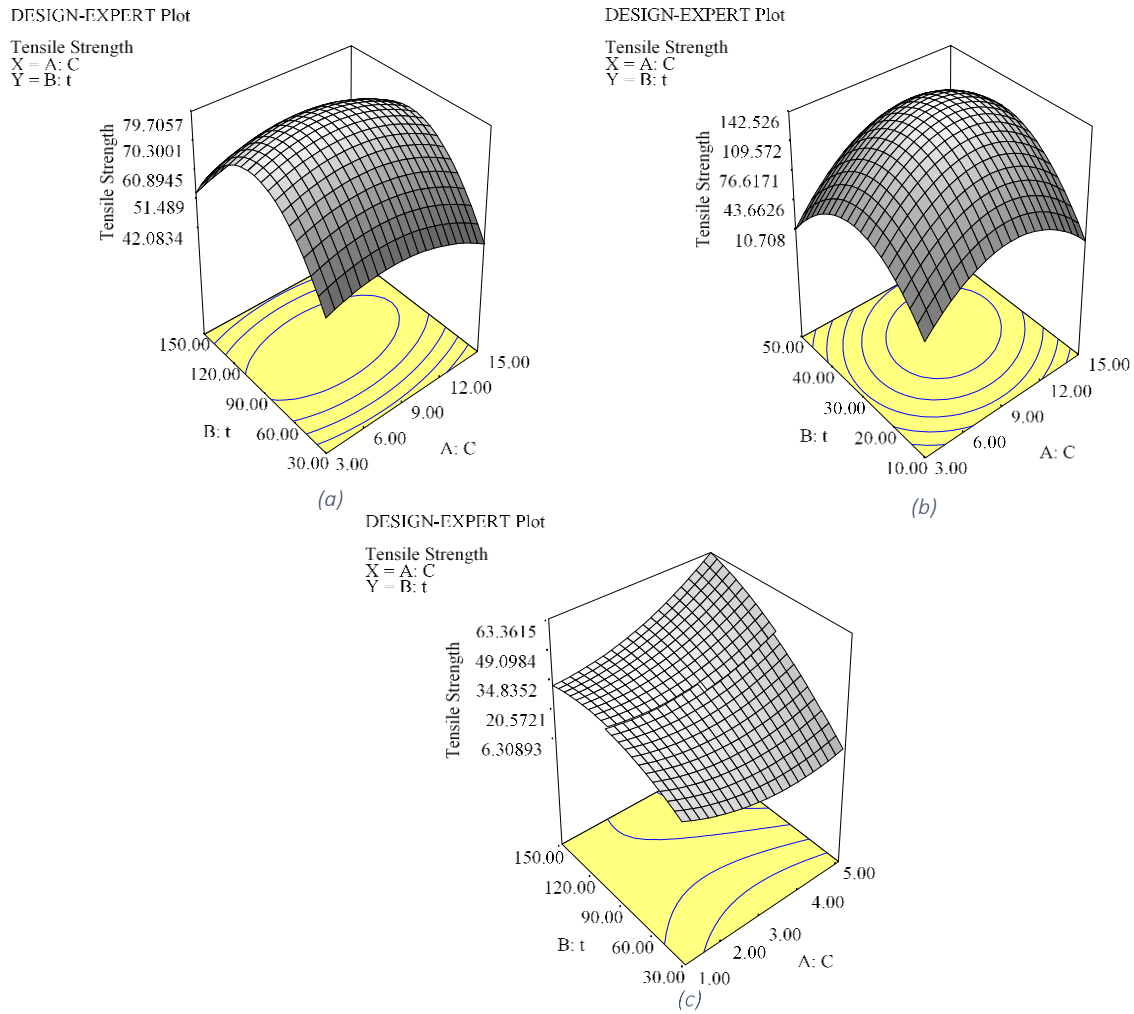 DESIGN-EXPERT Plot
Tensile Strength
X = A: C
Y = B: t
79.7057
70.3001
60.8945
51.489
42.0834
Tensile Strength
150.00
120.00
90.00
60.00
30.00
B: t
3.00
6.00
9.00
12.00
15.00
A: C
(a)
DESIGN-EXPERT Plot
Tensile Strength
X = A: C
Y = B: t
142.526
109.572
76.6171
43.6626
10.708
Tensile Strength
50.00
40.00
30.00
20.00
10.00
B: t
3.00
6.00
9.00
12.00
15.00
A: C
(b)
DESIGN-EXPERT Plot
Tensile Strength
X = A: C
Y = B: t
63.3615
49.0984
34.8352
20.5721
6.30893
Tensile Strength
150.00
120.00
90.00
60.00
30.00
B: t
1.00
2.00
3.00
4.00
5.00
A: C
(c)